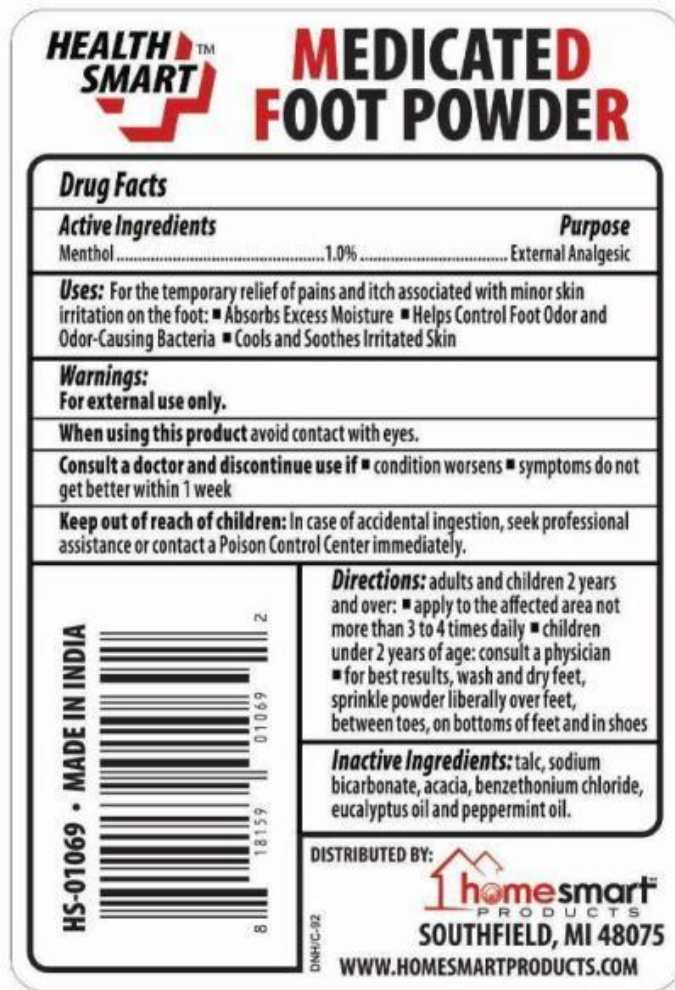 HEALTH SMART™
MEDICATED
FOOT POWDER
Drug Facts
Active Ingredients Purpose
Menthol ................................................1.0% .................................. External Analgesic
Uses: For the temporary relief of pains and itch associated with minor skin
irritation on the foot: ▪ Absorbs Excess Moisture ▪ Helps Control Foot Odor and
Odor-Causing Bacteria ▪ Cools and Soothes Irritated Skin
Warnings:
For external use only.
When using this product avoid contact with eyes.
Consult a doctor and discontinue use if ▪ condition worsens ▪ symptoms do not
get better within 1 week
Keep out of reach of children: In case of accidental ingestion, seek professional
assistance or contact a Poison Control Center immediately.
HS-01069 • MADE IN INDIA
8 18159 01069 2
Directions: adults and children 2 years
and over: ▪ apply to the affected area not
more than 3 to 4 times daily ▪ children
under 2 years of age: consult a physician
▪ for best results, wash and dry feet,
sprinkle powder liberally over feet,
between toes, on bottoms of feet and in shoes
Inactive Ingredients: talc, sodium
bicarbonate, acacia, benzethonium chloride,
eucalyptus oil and peppermint oil.
DNH/C-92
DISTRIBUTED BY:
homesmart™
PRODUCTS
SOUTHFIELD, MI 48075
WWW.HOMESMARTPRODUCTS.COM